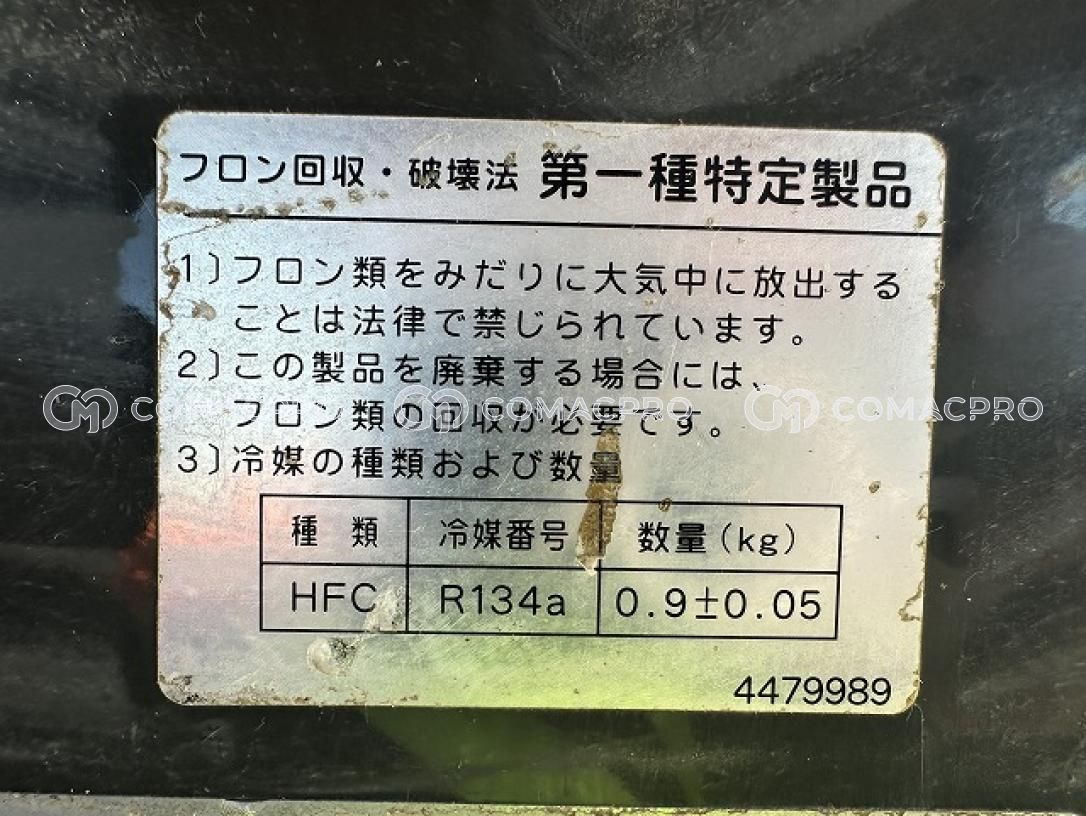 フロン回収・破壊法 第一種特定製品
1)フロン類をみだりに大気中に放出する
ことは法律で禁じられています。
2)この製品を廃棄する場合には、
フロン類の回収が必要です。
COMACPRO COMACPRO COMACPRO
3)冷媒の種類および数量
種類 冷媒番号 数量(kg)
HFC R134a 0.9±0.05
4479989